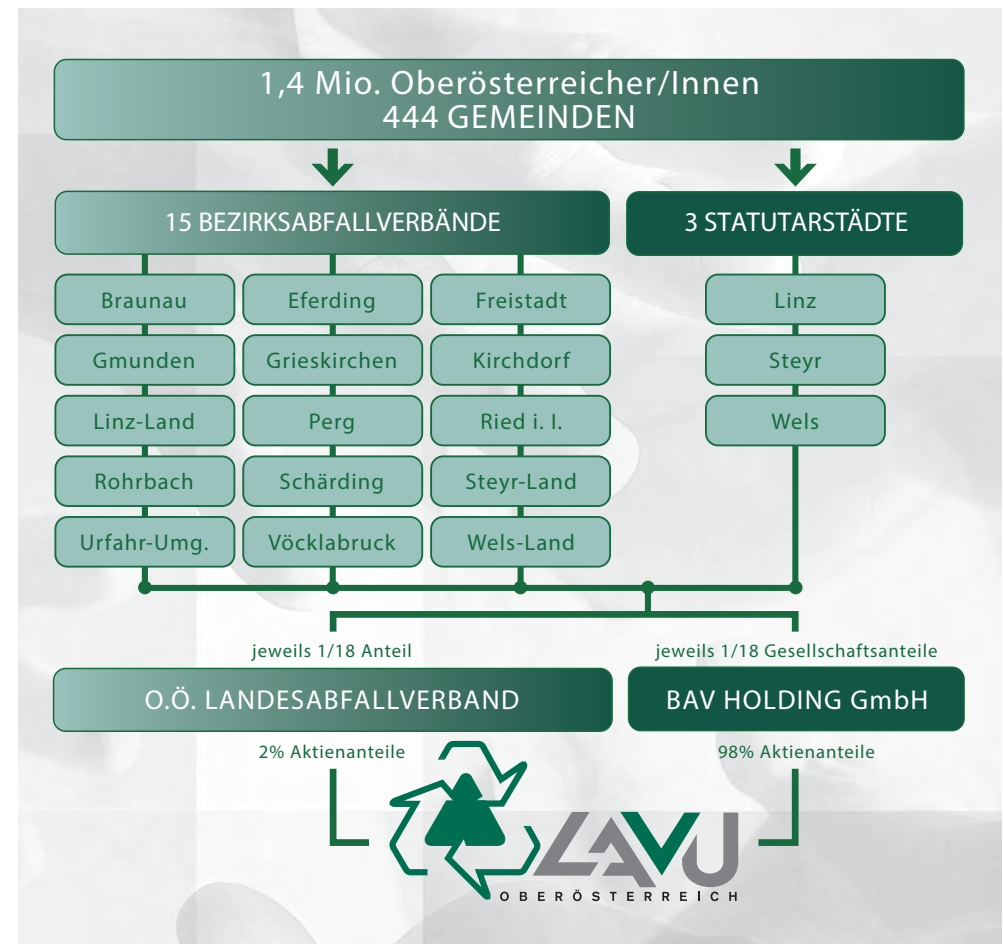 1,4 Mio. Oberösterreicher/Innen
444 GEMEINDEN
15 BEZIRKSABFALLVERBÄNDE
3 STATUTARSTÄDTE
Braunau
Eferding
Freistadt
Linz
Gmunden
Grieskirchen
Kirchdorf
Steyr
Linz-Land
Perg
Ried i. I.
Wels
Rohrbach
Schärding
Steyr-Land
Urfahr-Umg.
Vöcklabruck
Wels-Land
jeweils 1/18 Anteil
jeweils 1/18 Gesellschaftsanteile
O.Ö. LANDESABFALLVERBAND
BAV HOLDING GmbH
2% Aktienanteile
98% Aktienanteile
LAVU
OBERÖSTERREICH